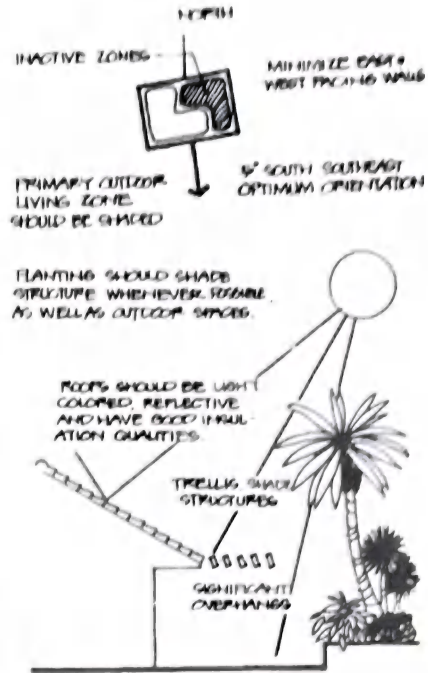 NORTH
INACTIVE ZONES
MINIMIZE EAST &
WEST FACING WALLS
PRIMARY OUTDOOR
LIVING ZONE
SHOULD BE SHADED
SOUTH SOUTHEAST
OPTIMUM ORIENTATION
PLANTING SHOULD SHADE
STRUCTURE WHENEVER POSSIBLE
AS WELL AS OUTDOOR SPACES.
ROOFS SHOULD BE LIGHT
COLORED, REFLECTIVE
AND HAVE GOOD INSUL-
ATION QUALITIES.
TRELLIS SHADE
STRUCTURES
SIGNIFICANT
OVERHANGS